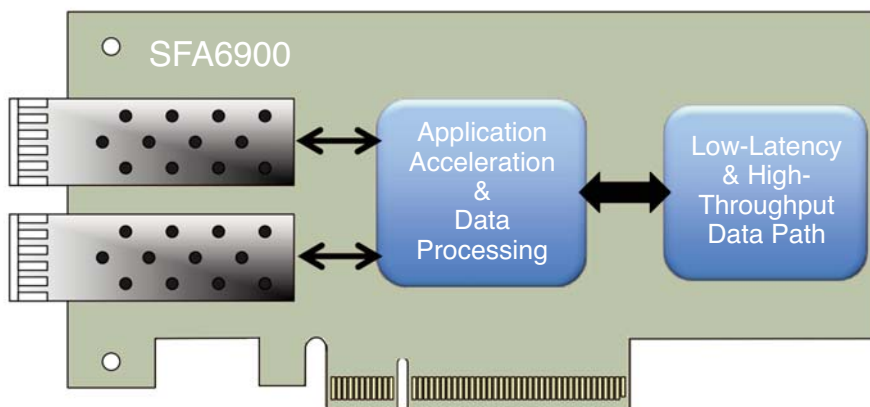 SFA6900
Application
Acceleration
&
Data
Processing
Low-Latency
& High-
Throughput
Data Path